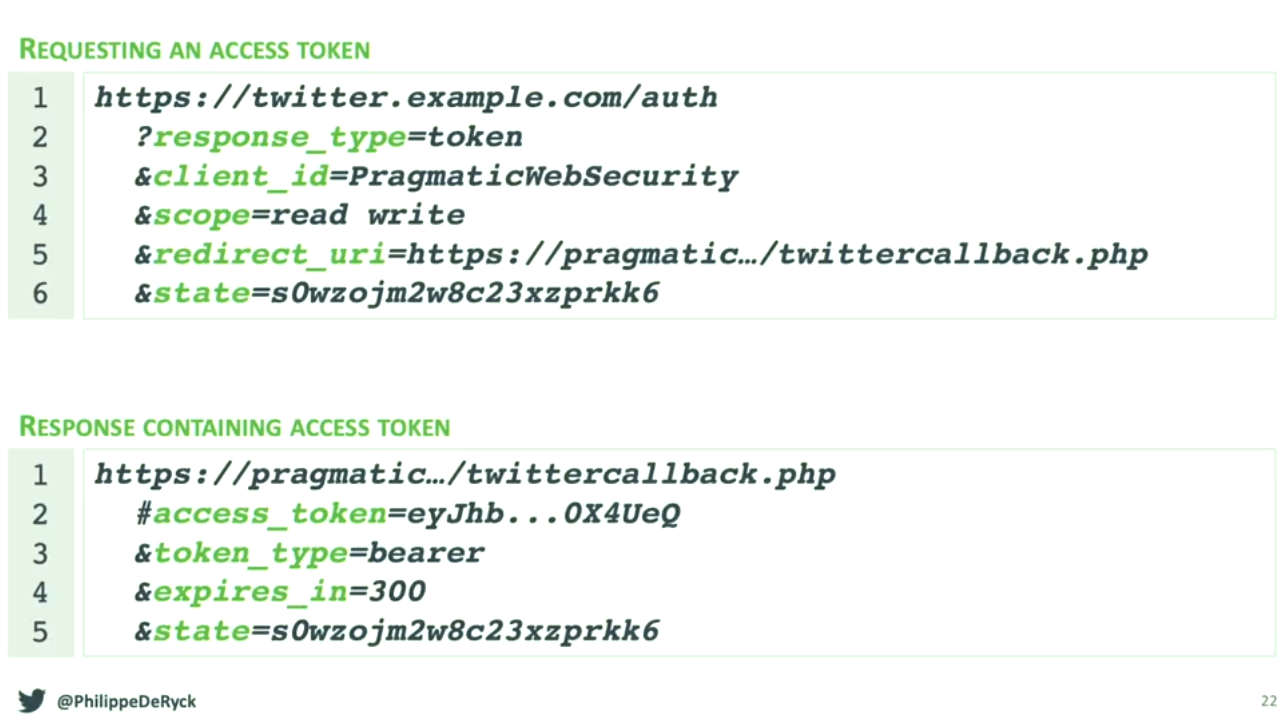 REQUESTING AN ACCESS TOKEN
1 https://twitter.example.com/auth
2 ?response_type=token
3 &client_id=PragmaticWebSecurity
4 &scope=read write
5 &redirect_uri=https://pragmatic…/twittercallback.php
6 &state=s0wzojm2w8c23xzprkk6
RESPONSE CONTAINING ACCESS TOKEN
1 https://pragmatic…/twittercallback.php
2 #access_token=eyJhb...0X4UeQ
3 &token_type=bearer
4 &expires_in=300
5 &state=s0wzojm2w8c23xzprkk6
@PhilippeDeRyck
22